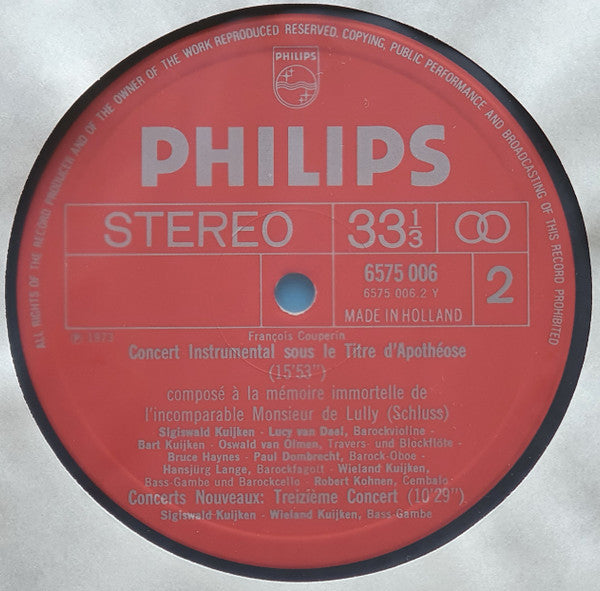 ALL RIGHTS OF THE RECORD PRODUCER AND OF THE OWNER OF THE WORK REPRODUCED RESERVED. COPYING, PUBLIC PERFORMANCE AND BROADCASTING OF THIS RECORD PROHIBITED
PHILIPS
PHILIPS
STEREO 33 1/3
6575 006
6575 006.2 Y
2
MADE IN HOLLAND
℗ 1973
François Couperin
Concert Instrumental sous le Titre d'Apothéose
(15'53")
composé à la mémoire immortelle de
l'incomparable Monsieur de Lully (Schluss)
Sigiswald Kuijken - Lucy van Dael, Barockvioline -
Bart Kuijken - Oswald van Olmen, Travers- und Blockflöte -
Bruce Haynes - Paul Dombrecht, Barock-Oboe -
Hansjürg Lange, Barockfagott - Wieland Kuijken,
Bass-Gambe und Barockcello - Robert Kohnen, Cembalo
Concerts Nouveaux: Treizième Concert (10'29")
Sigiswald Kuijken - Wieland Kuijken, Bass-Gambe